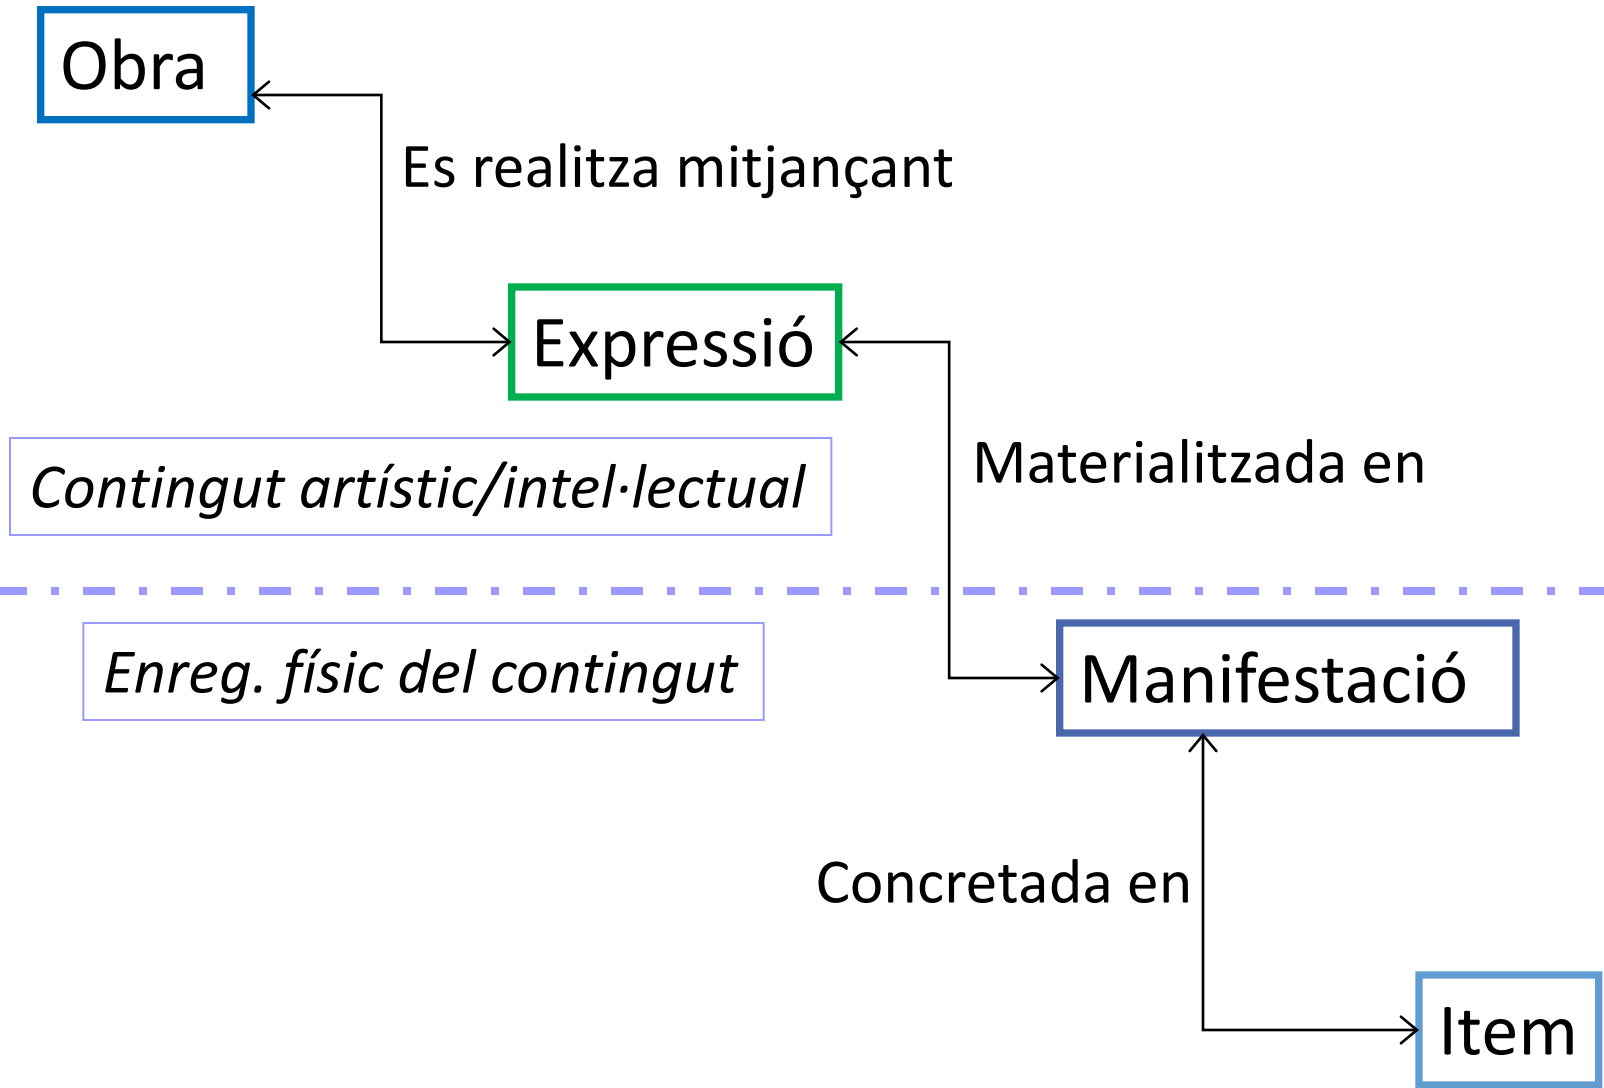 Obra
Es realitza mitjançant
Expressió
Materialitzada en
Contingut artístic/intel·lectual
Enreg. físic del contingut
Manifestació
Concretada en
Item